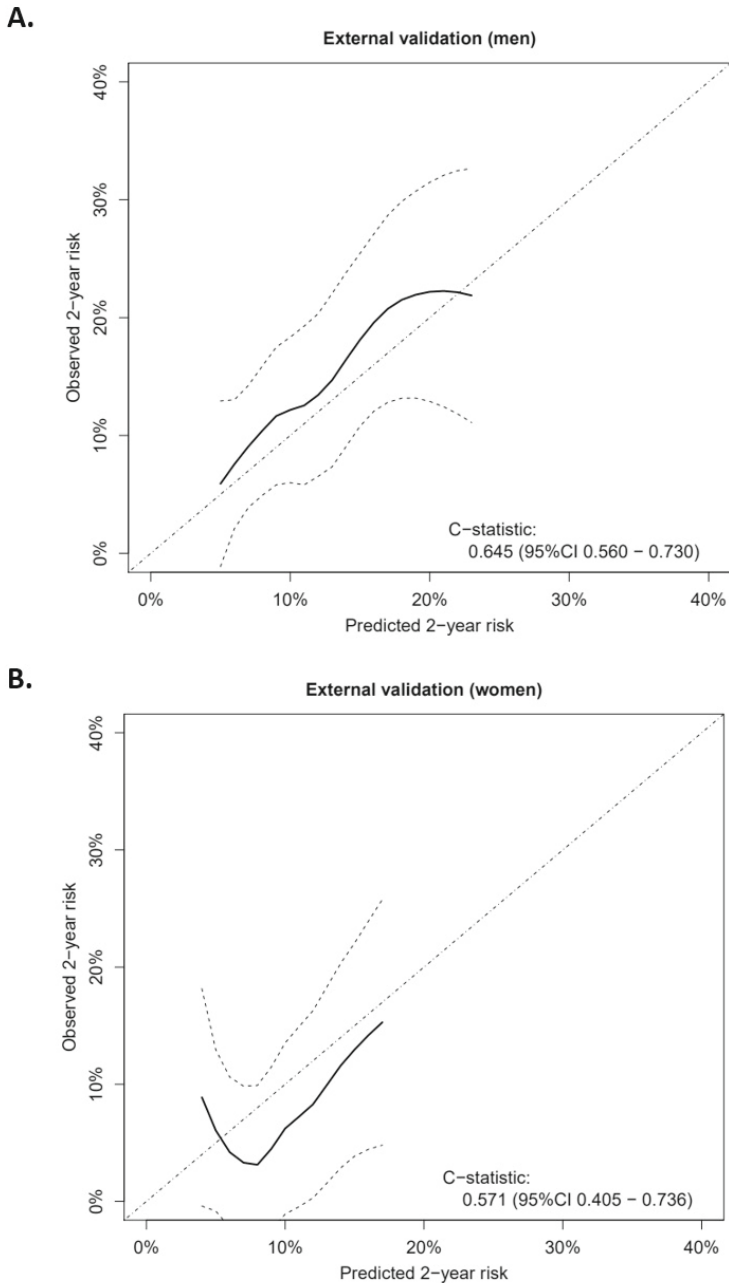 A.
External validation (men)
40%
30%
20%
10%
0%
Observed 2−year risk
C−statistic:
0.645 (95%CI 0.560 − 0.730)
0%
10%
20%
30%
40%
Predicted 2−year risk
B.
External validation (women)
40%
30%
20%
10%
0%
Observed 2−year risk
C−statistic:
0.571 (95%CI 0.405 − 0.736)
0%
10%
20%
30%
40%
Predicted 2−year risk